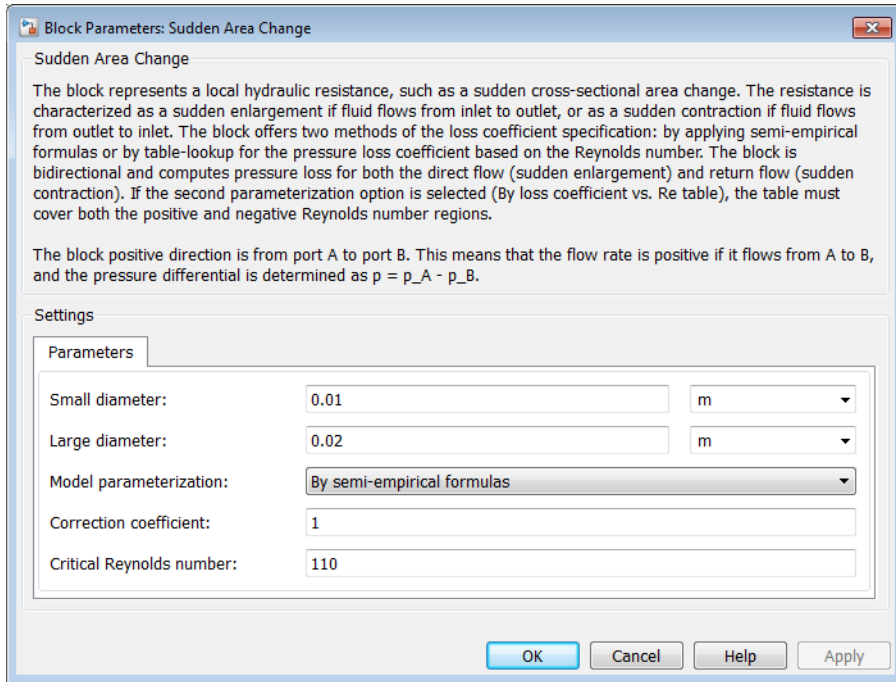 Block Parameters: Sudden Area Change
Sudden Area Change
The block represents a local hydraulic resistance, such as a sudden cross-sectional area change. The resistance is
characterized as a sudden enlargement if fluid flows from inlet to outlet, or as a sudden contraction if fluid flows
from outlet to inlet. The block offers two methods of the loss coefficient specification: by applying semi-empirical
formulas or by table-lookup for the pressure loss coefficient based on the Reynolds number. The block is
bidirectional and computes pressure loss for both the direct flow (sudden enlargement) and return flow (sudden
contraction). If the second parameterization option is selected (By loss coefficient vs. Re table), the table must
cover both the positive and negative Reynolds number regions.
The block positive direction is from port A to port B. This means that the flow rate is positive if it flows from A to B,
and the pressure differential is determined as p = p_A - p_B.
Settings
Parameters
Small diameter: 0.01 m
Large diameter: 0.02 m
Model parameterization: By semi-empirical formulas
Correction coefficient: 1
Critical Reynolds number: 110
OK Cancel Help Apply